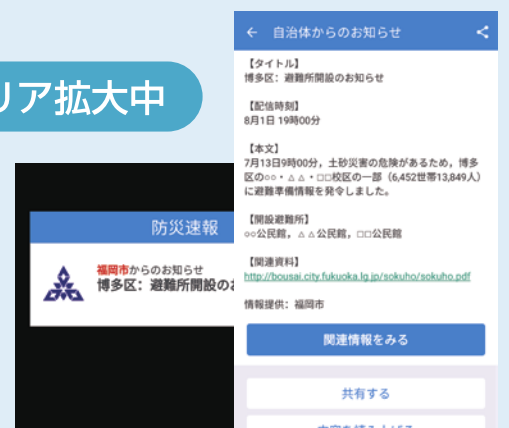 リア拡大中
防災速報
福岡市からのお知らせ
博多区：避難所開設のお
← 自治体からのお知らせ
【タイトル】
博多区：避難所開設のお知らせ
【配信時刻】
8月1日 19時00分
【本文】
7月13日9時00分，土砂災害の危険があるため，博多
区の○○・△△・□□校区の一部（6,452世帯13,849人）
に避難準備情報を発令しました。
【開設避難所】
○○公民館，△△公民館，□□公民館
【関連資料】
http://bousai.city.fukuoka.lg.jp/sokuho/sokuho.pdf
情報提供：福岡市
関連情報をみる
共有する